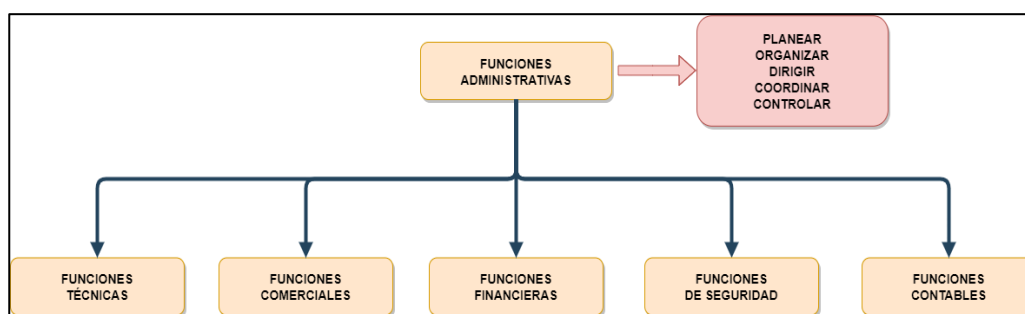 FUNCIONES
ADMINISTRATIVAS
PLANEAR
ORGANIZAR
DIRIGIR
COORDINAR
CONTROLAR
FUNCIONES
TÉCNICAS
FUNCIONES
COMERCIALES
FUNCIONES
FINANCIERAS
FUNCIONES
DE SEGURIDAD
FUNCIONES
CONTABLES